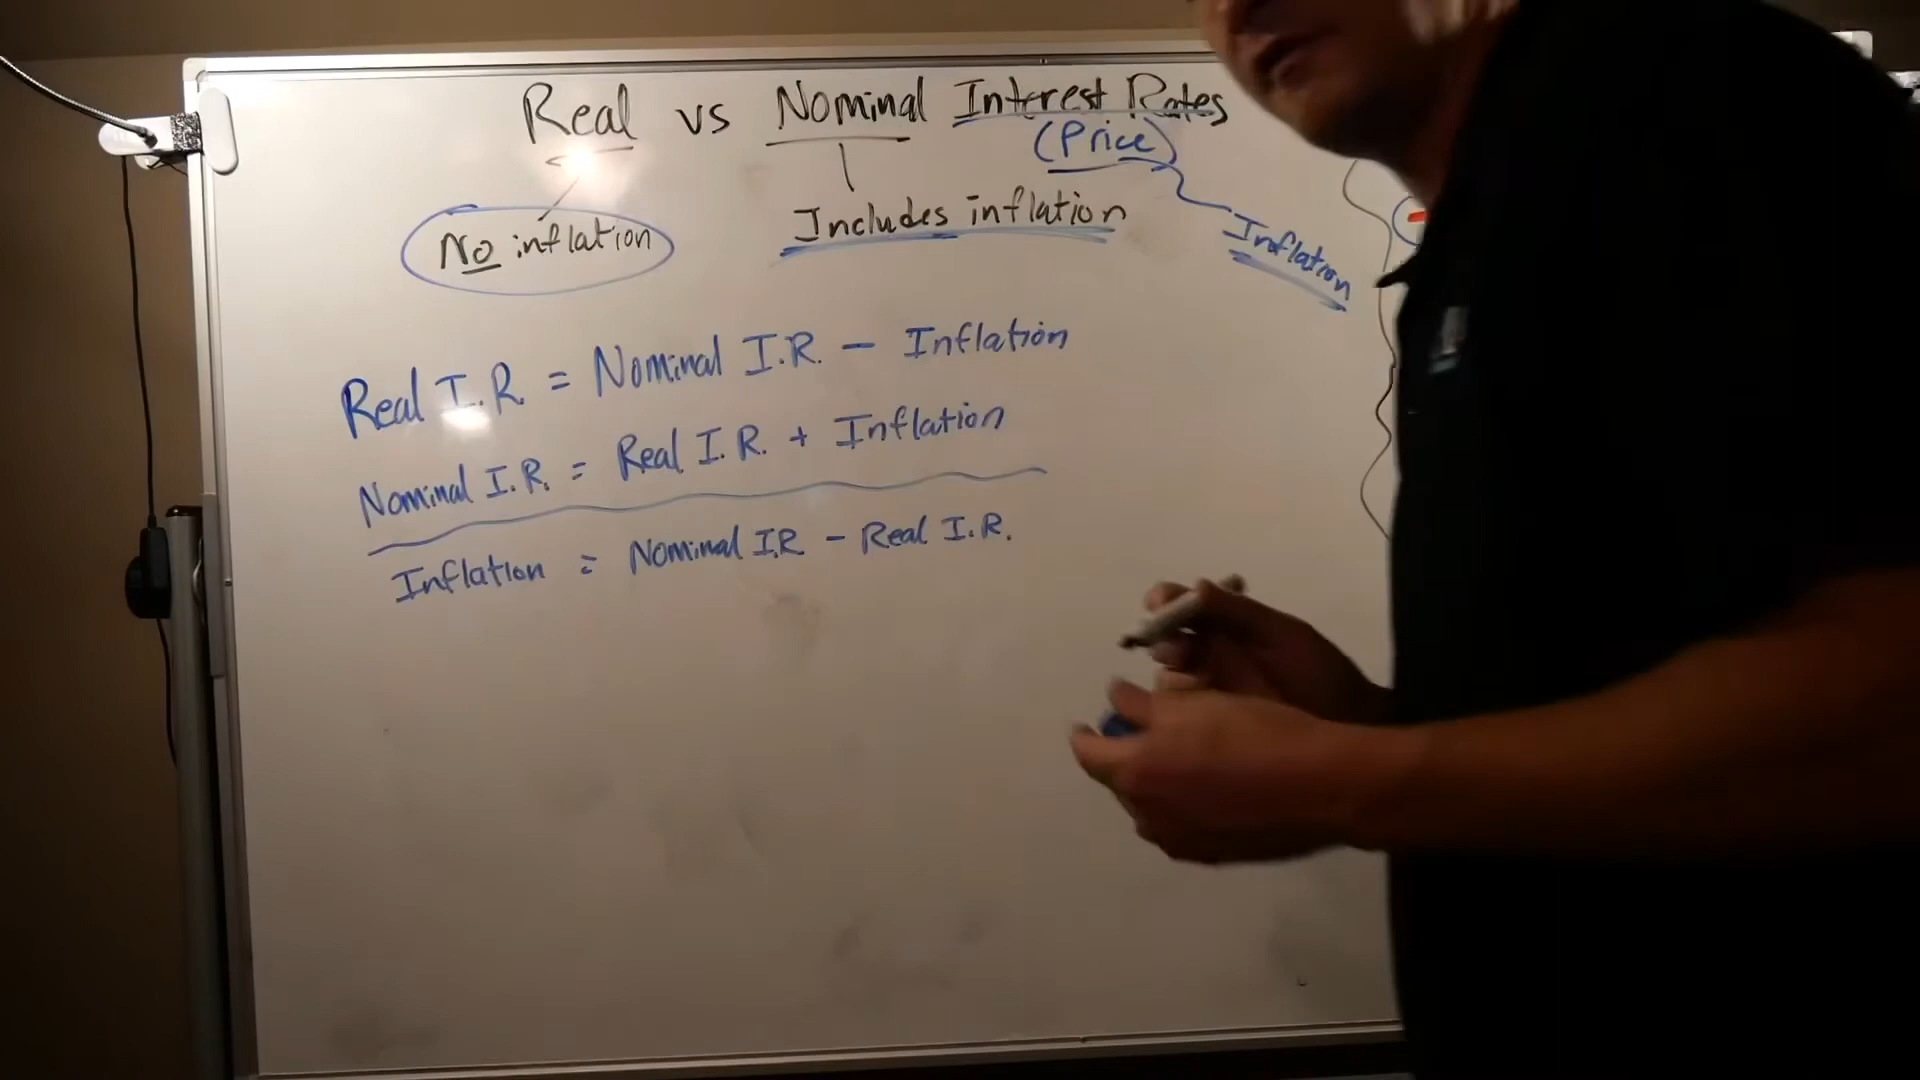 Real vs Nominal Interest Rates
(Price)
No inflation
Includes inflation
Inflation
Real I.R = Nominal I.R. - Inflation
Nominal I.R. = Real I.R. + Inflation
Inflation = Nominal I.R - Real I.R.